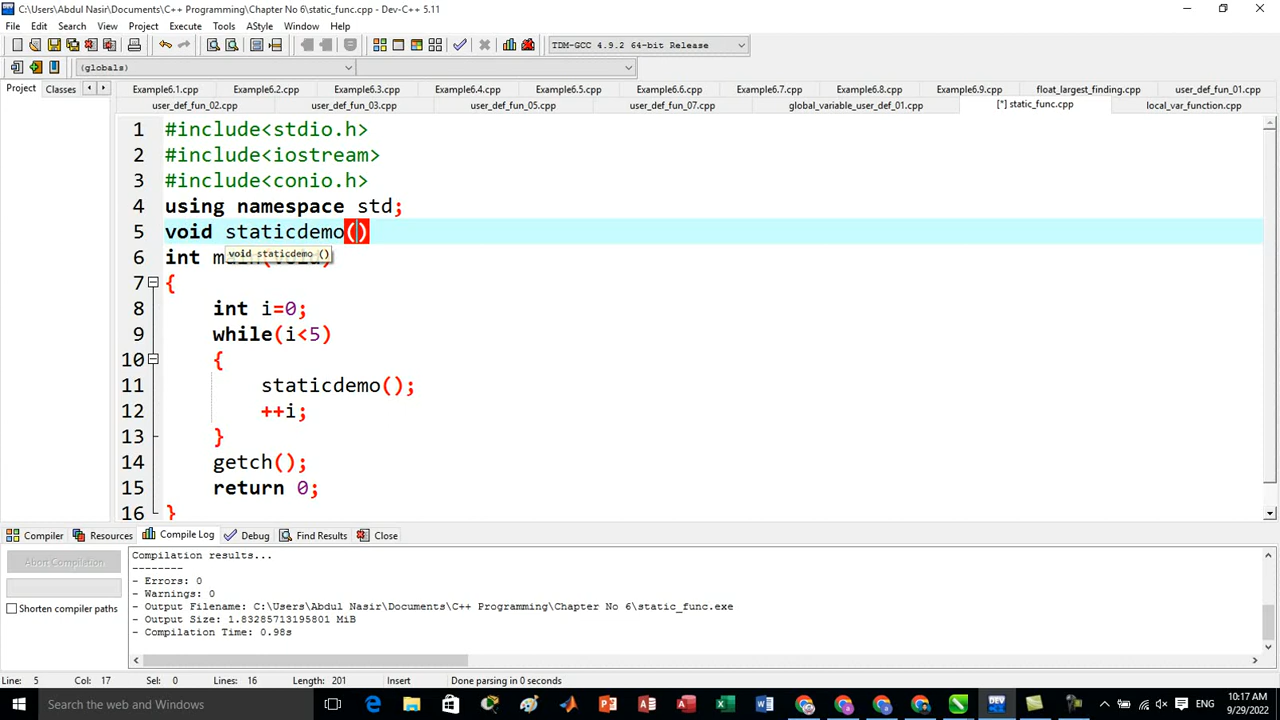 C:\Users\Abdul Nasir\Documents\C++ Programming\Chapter No 6\static_func.cpp - Dev-C++ 5.11
File Edit Search View Project Execute Tools AStyle Window Help
TDM-GCC 4.9.2 64-bit Release
(globals)
Project Classes
Example6.1.cpp Example6.2.cpp Example6.3.cpp Example6.4.cpp Example6.5.cpp Example6.6.cpp Example6.7.cpp Example6.8.cpp Example6.9.cpp float_largest_finding.cpp user_def_fun_01.cpp
user_def_fun_02.cpp user_def_fun_03.cpp user_def_fun_05.cpp user_def_fun_07.cpp global_variable_user_def_01.cpp [*] static_func.cpp local_var_function.cpp
1 #include<stdio.h>
2 #include<iostream>
3 #include<conio.h>
4 using namespace std;
5 void staticdemo()
void staticdemo ()
6 int
7 {
8 int i=0;
9 while(i<5)
10 {
11 staticdemo();
12 ++i;
13 }
14 getch();
15 return 0;
16 }
Compiler Resources Compile Log Debug Find Results Close
Abort Compilation
Shorten compiler paths
Compilation results...
--------
- Errors: 0
- Warnings: 0
- Output Filename: C:\Users\Abdul Nasir\Documents\C++ Programming\Chapter No 6\static_func.exe
- Output Size: 1.83285713195801 MiB
- Compilation Time: 0.98s
Line: 5 Col: 17 Sel: 0 Lines: 16 Length: 201 Insert Done parsing in 0 seconds
Search the web and Windows
ENG
10:17 AM
9/29/2022